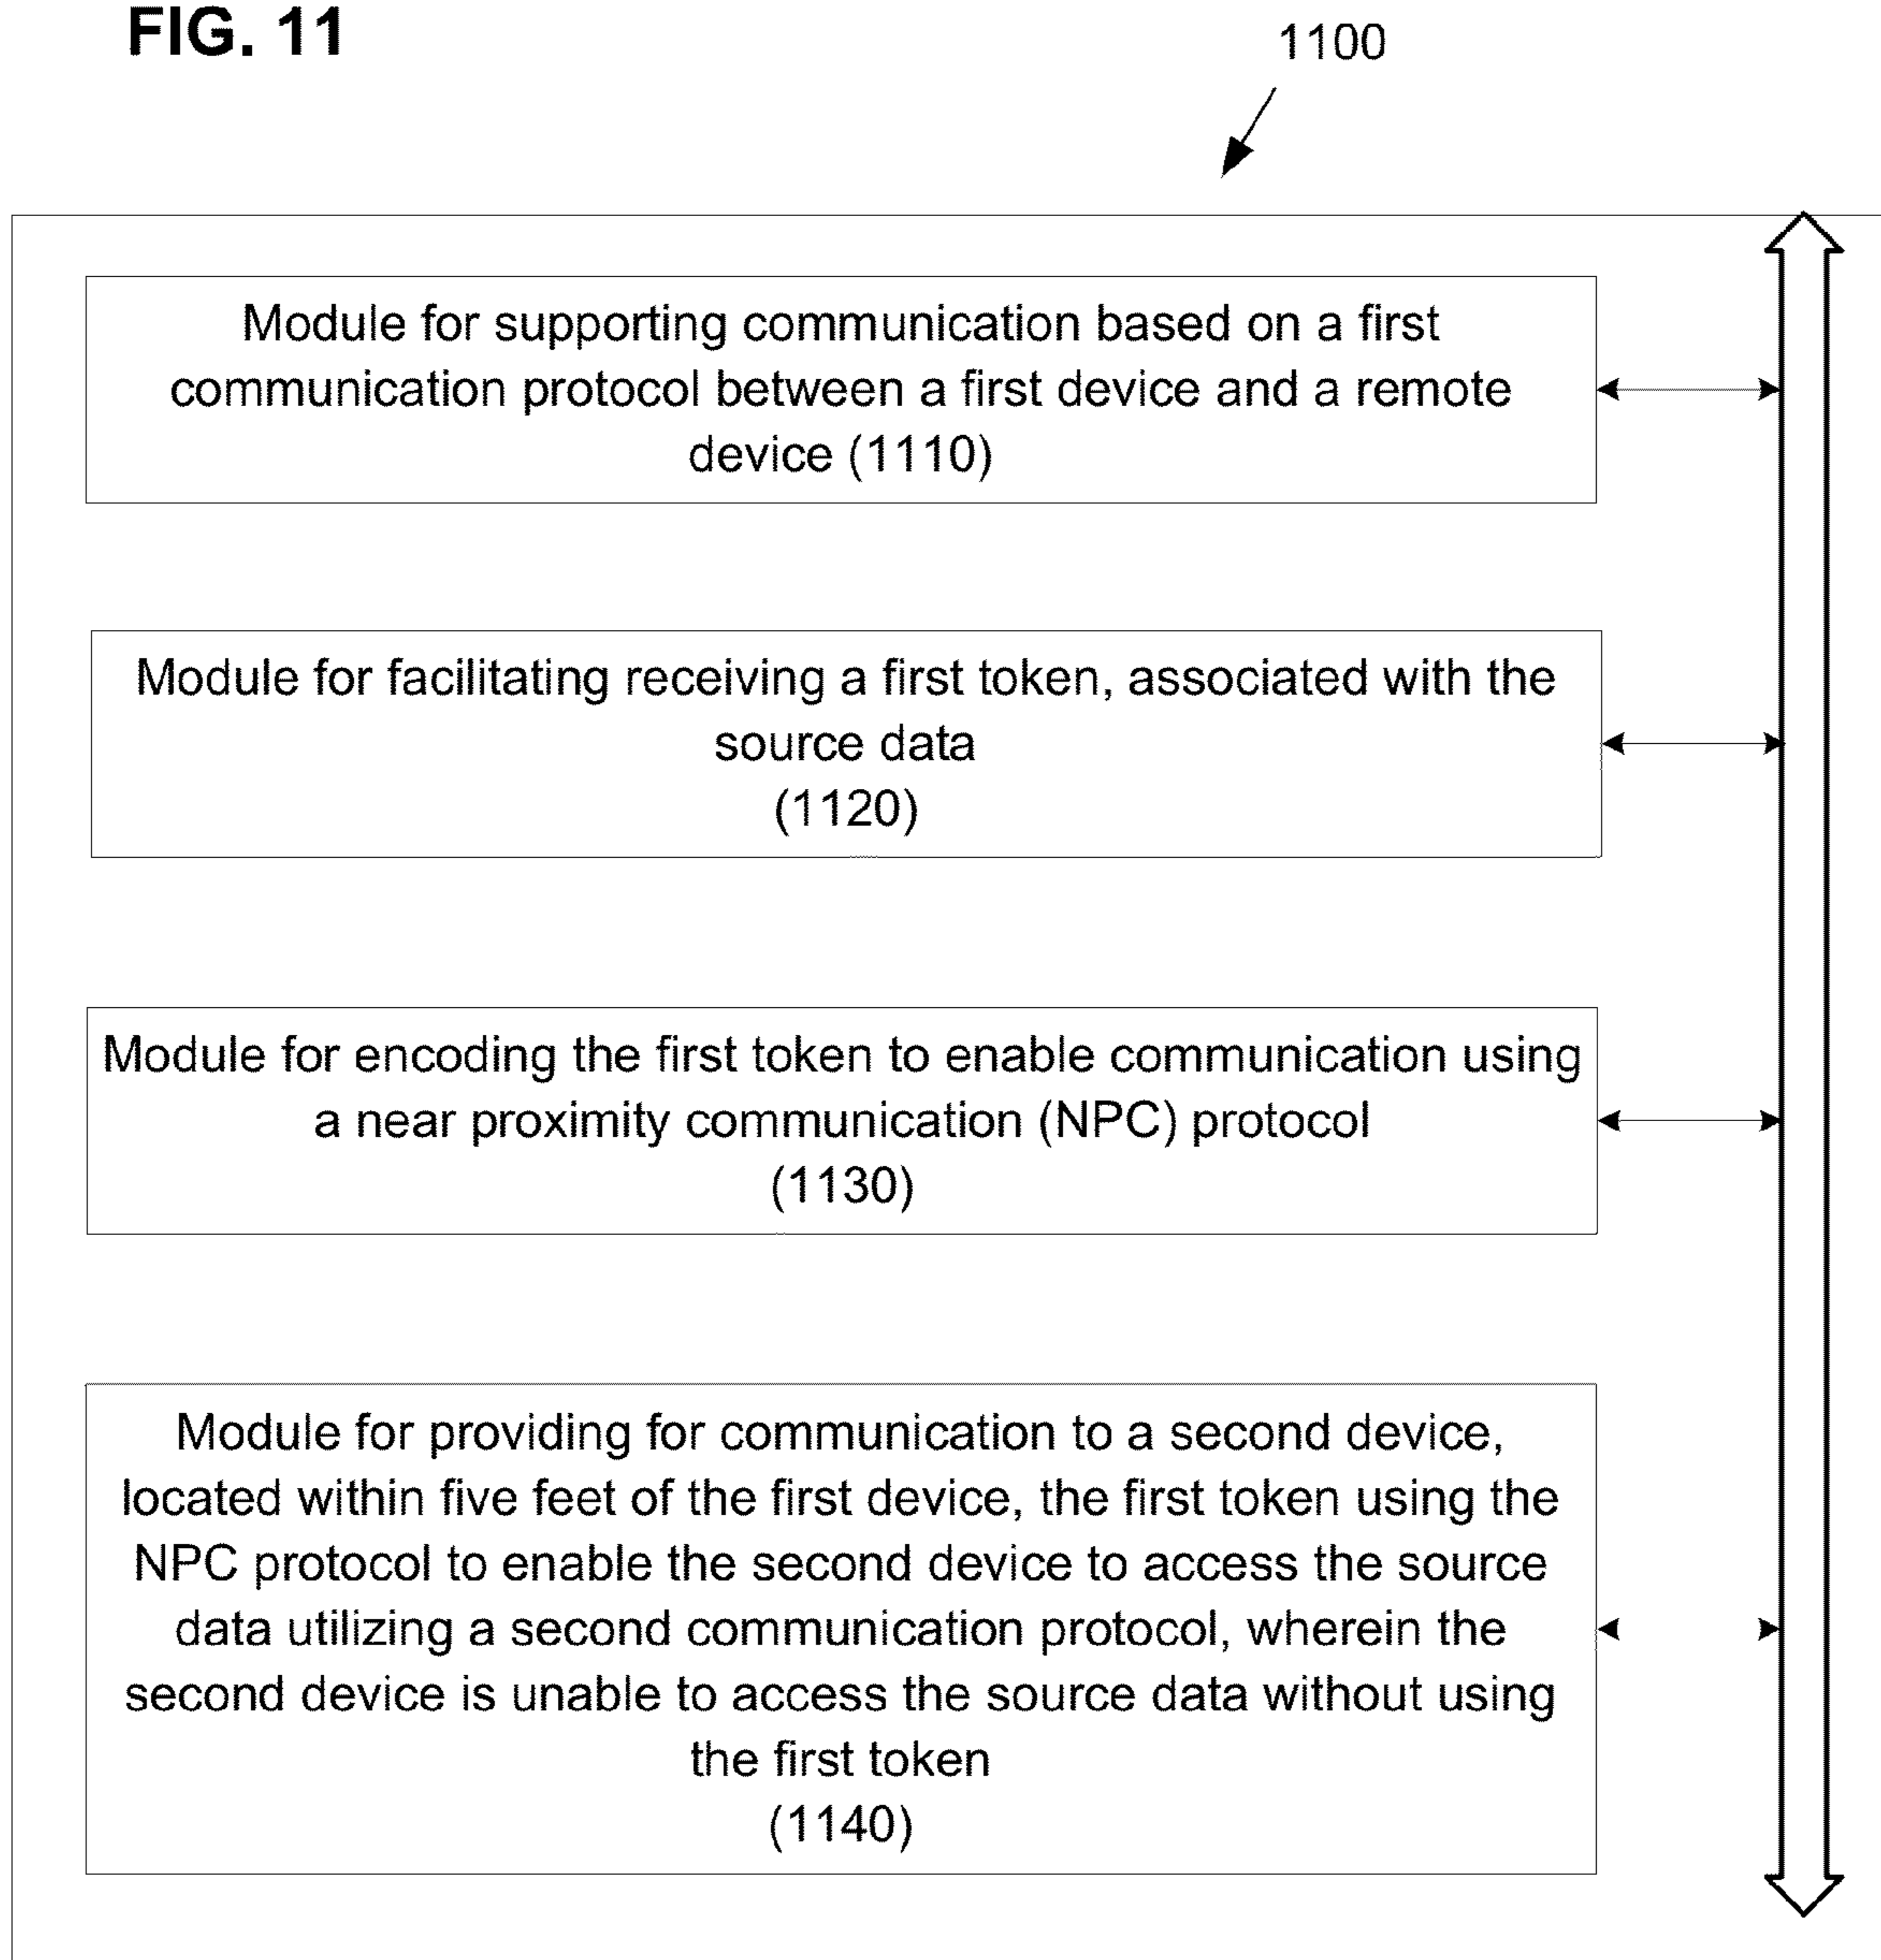 FIG. 11
1100
Module for supporting communication based on a first
communication protocol between a first device and a remote
device (1110)
Module for facilitating receiving a first token, associated with the
source data
(1120)
Module for encoding the first token to enable communication using
a near proximity communication (NPC) protocol
(1130)
Module for providing for communication to a second device,
located within five feet of the first device, the first token using the
NPC protocol to enable the second device to access the source
data utilizing a second communication protocol, wherein the
second device is unable to access the source data without using
the first token
(1140)